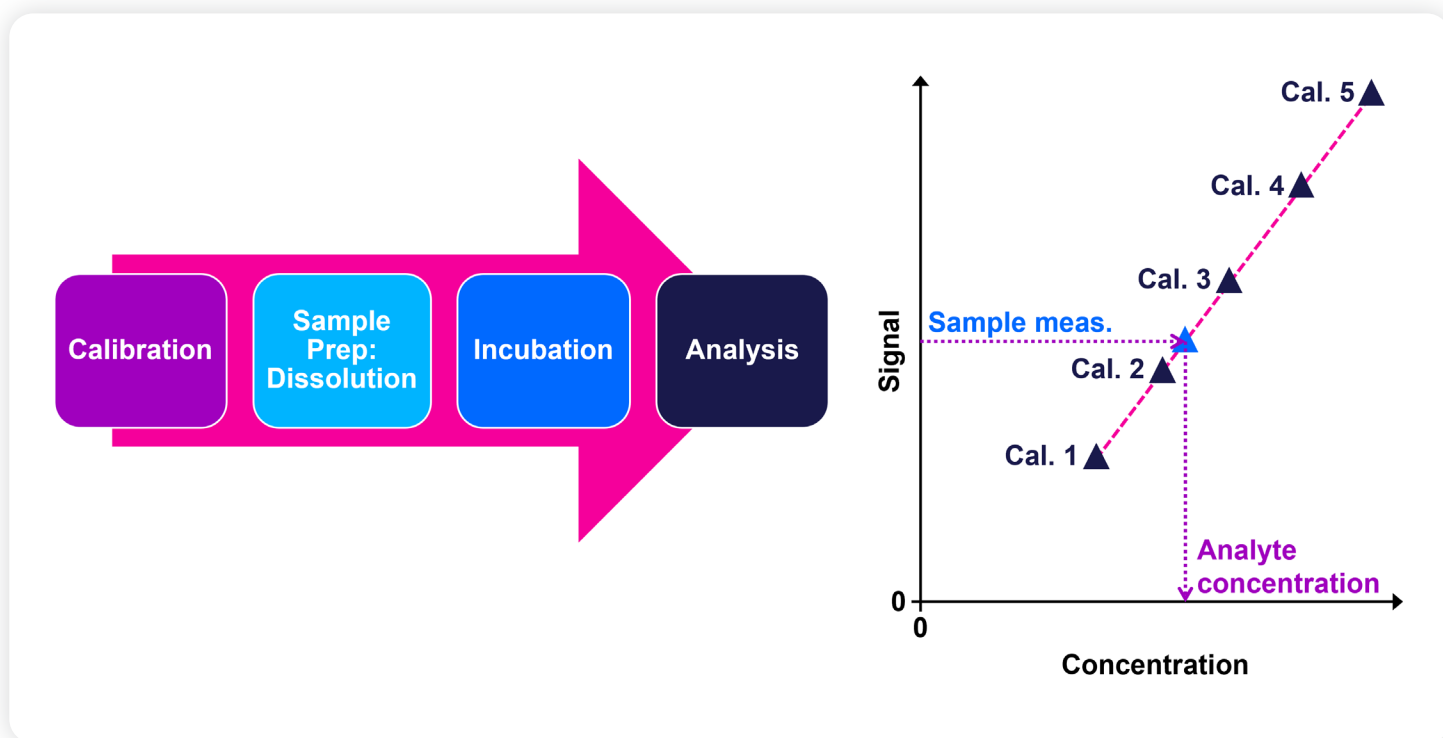 Calibration
Sample
Prep:
Dissolution
Incubation
Analysis
Cal. 5
Cal. 4
Cal. 3
Sample meas.
Cal. 2
Cal. 1
Signal
Analyte
concentration
0
0
Concentration